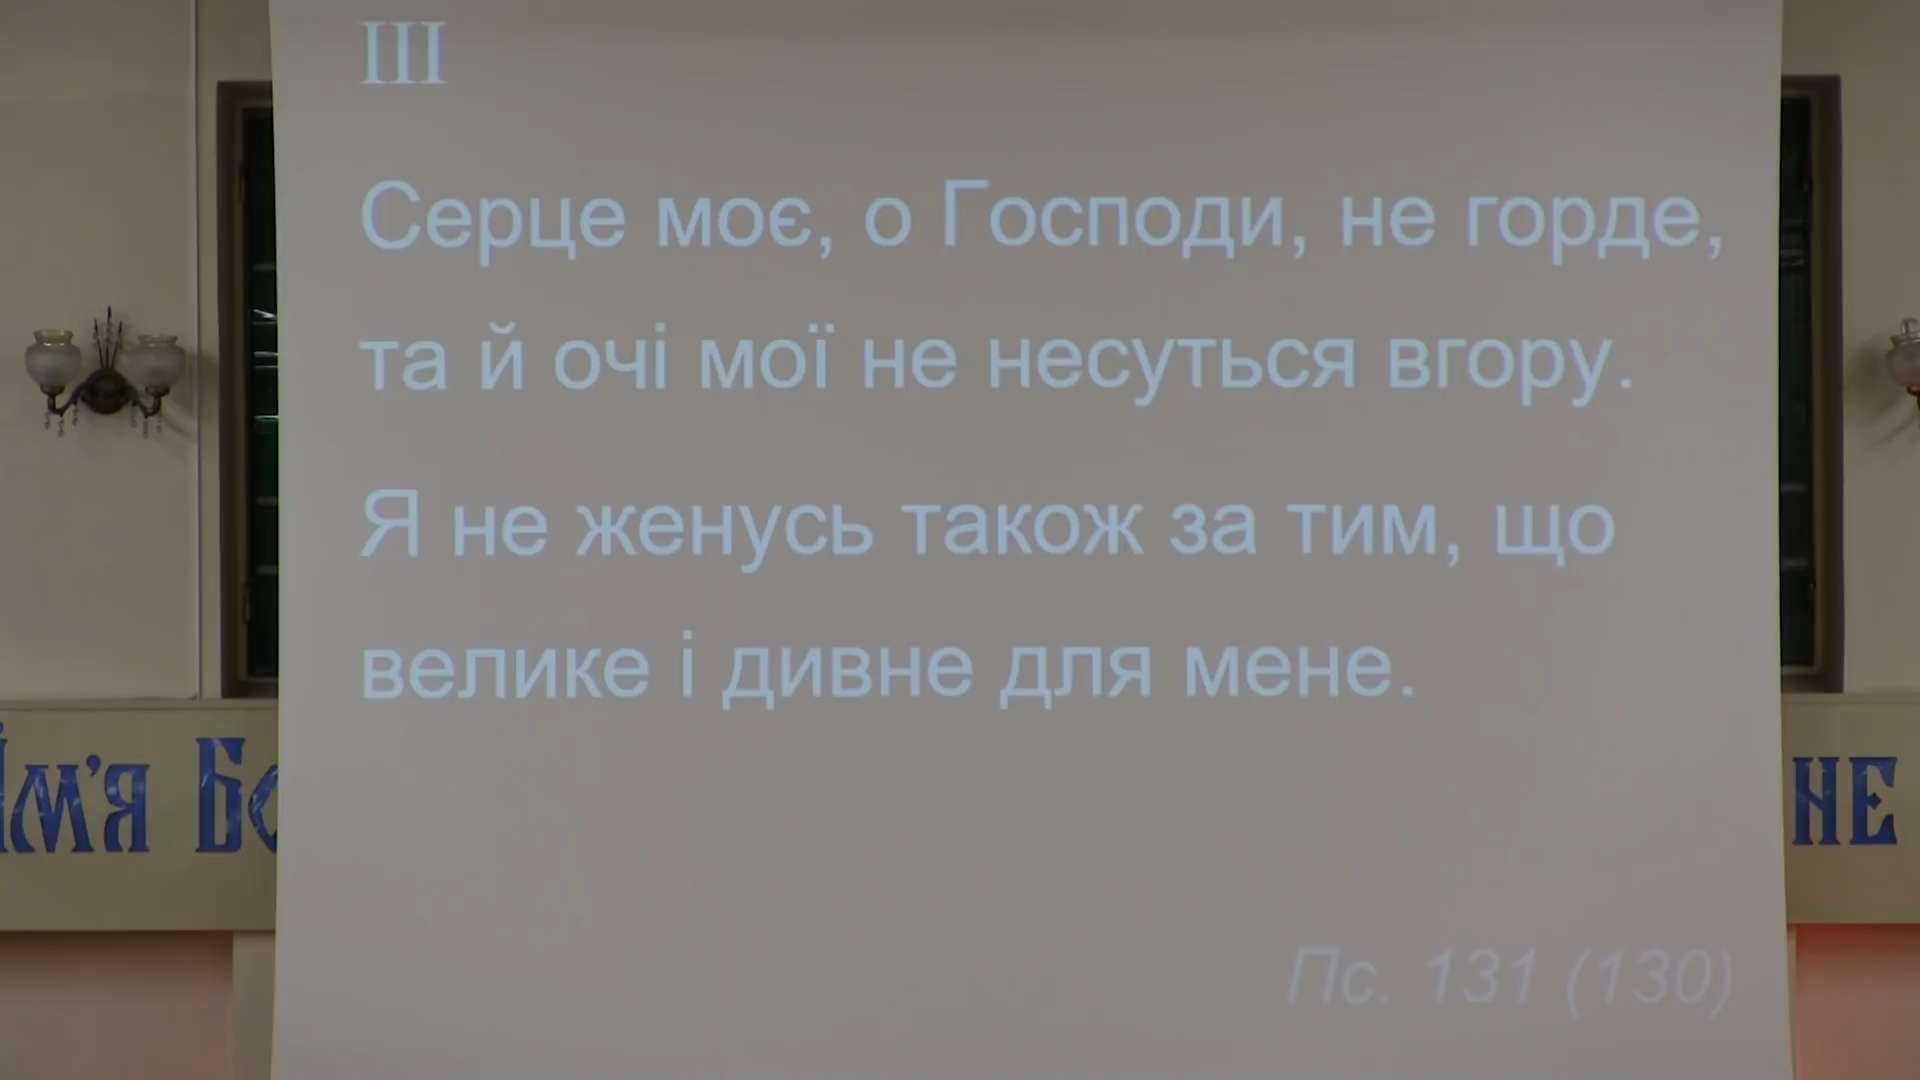 III
Серце моє, о Господи, не горде,
та й очі мої не несуться вгору.
Я не женусь також за тим, що
велике і дивне для мене.
Ім'я
НЕ
Пс. 131 (130)